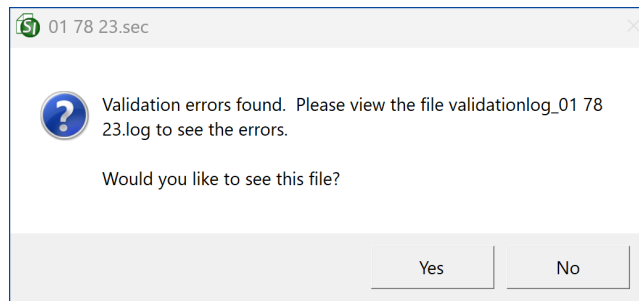 SI 01 78 23.sec
Validation errors found.  Please view the file validationlog_01 78
23.log to see the errors.
Would you like to see this file?
Yes No